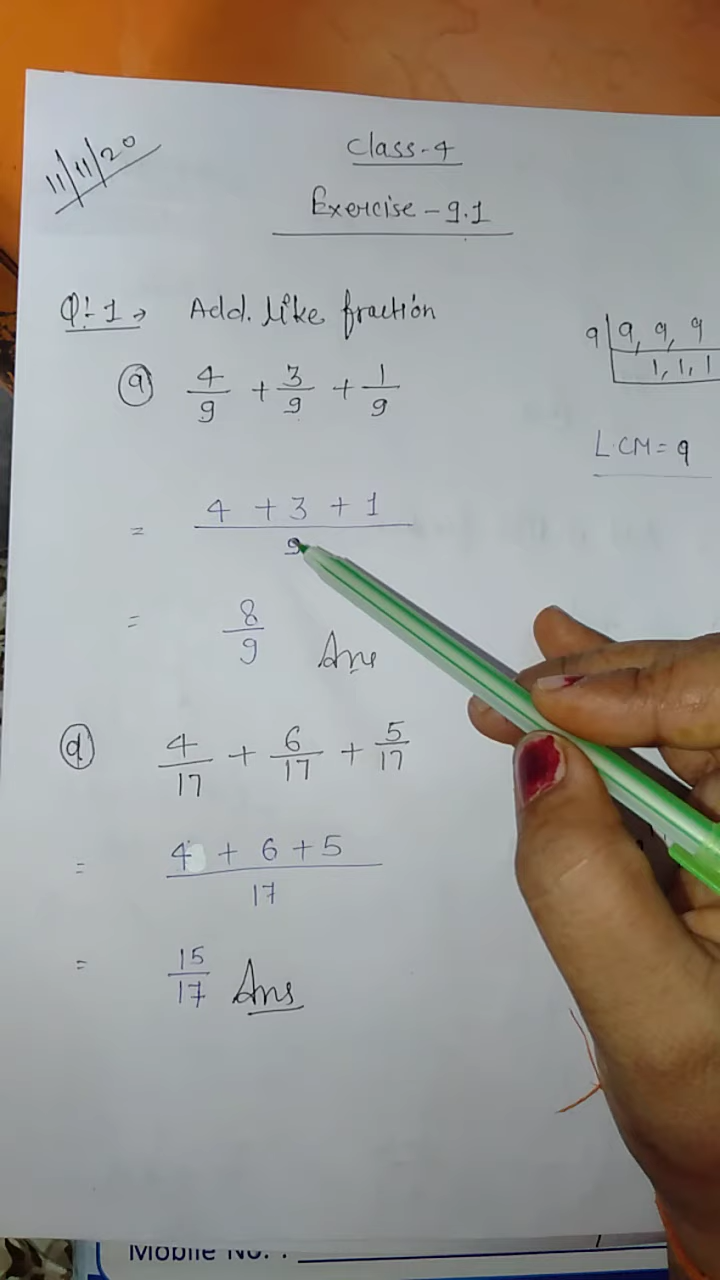 11/11/20
Class-4
Exercise-9.1
Q:-1→ Add. like fraction
(a) 4/9 + 3/9 + 1/9
9 | 9, 9, 9
1, 1, 1
L.CM = 9
= 4 + 3 + 1 / 9
= 8/9 Ans
(d) 4/17 + 6/17 + 5/17
= 4 + 6 + 5 / 17
= 15/17 Ans
Mobile No. :